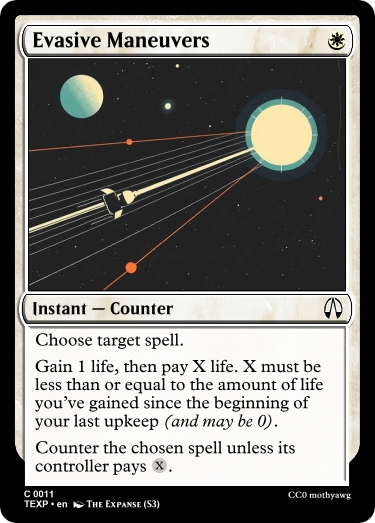 Evasive Maneuvers
Instant — Counter
Choose target spell.
Gain 1 life, then pay X life. X must be
less than or equal to the amount of life
you've gained since the beginning of
your last upkeep (and may be 0).
Counter the chosen spell unless its
controller pays X.
C 0011
TEXP • en The Expanse (S3)
CC0 mothyawg